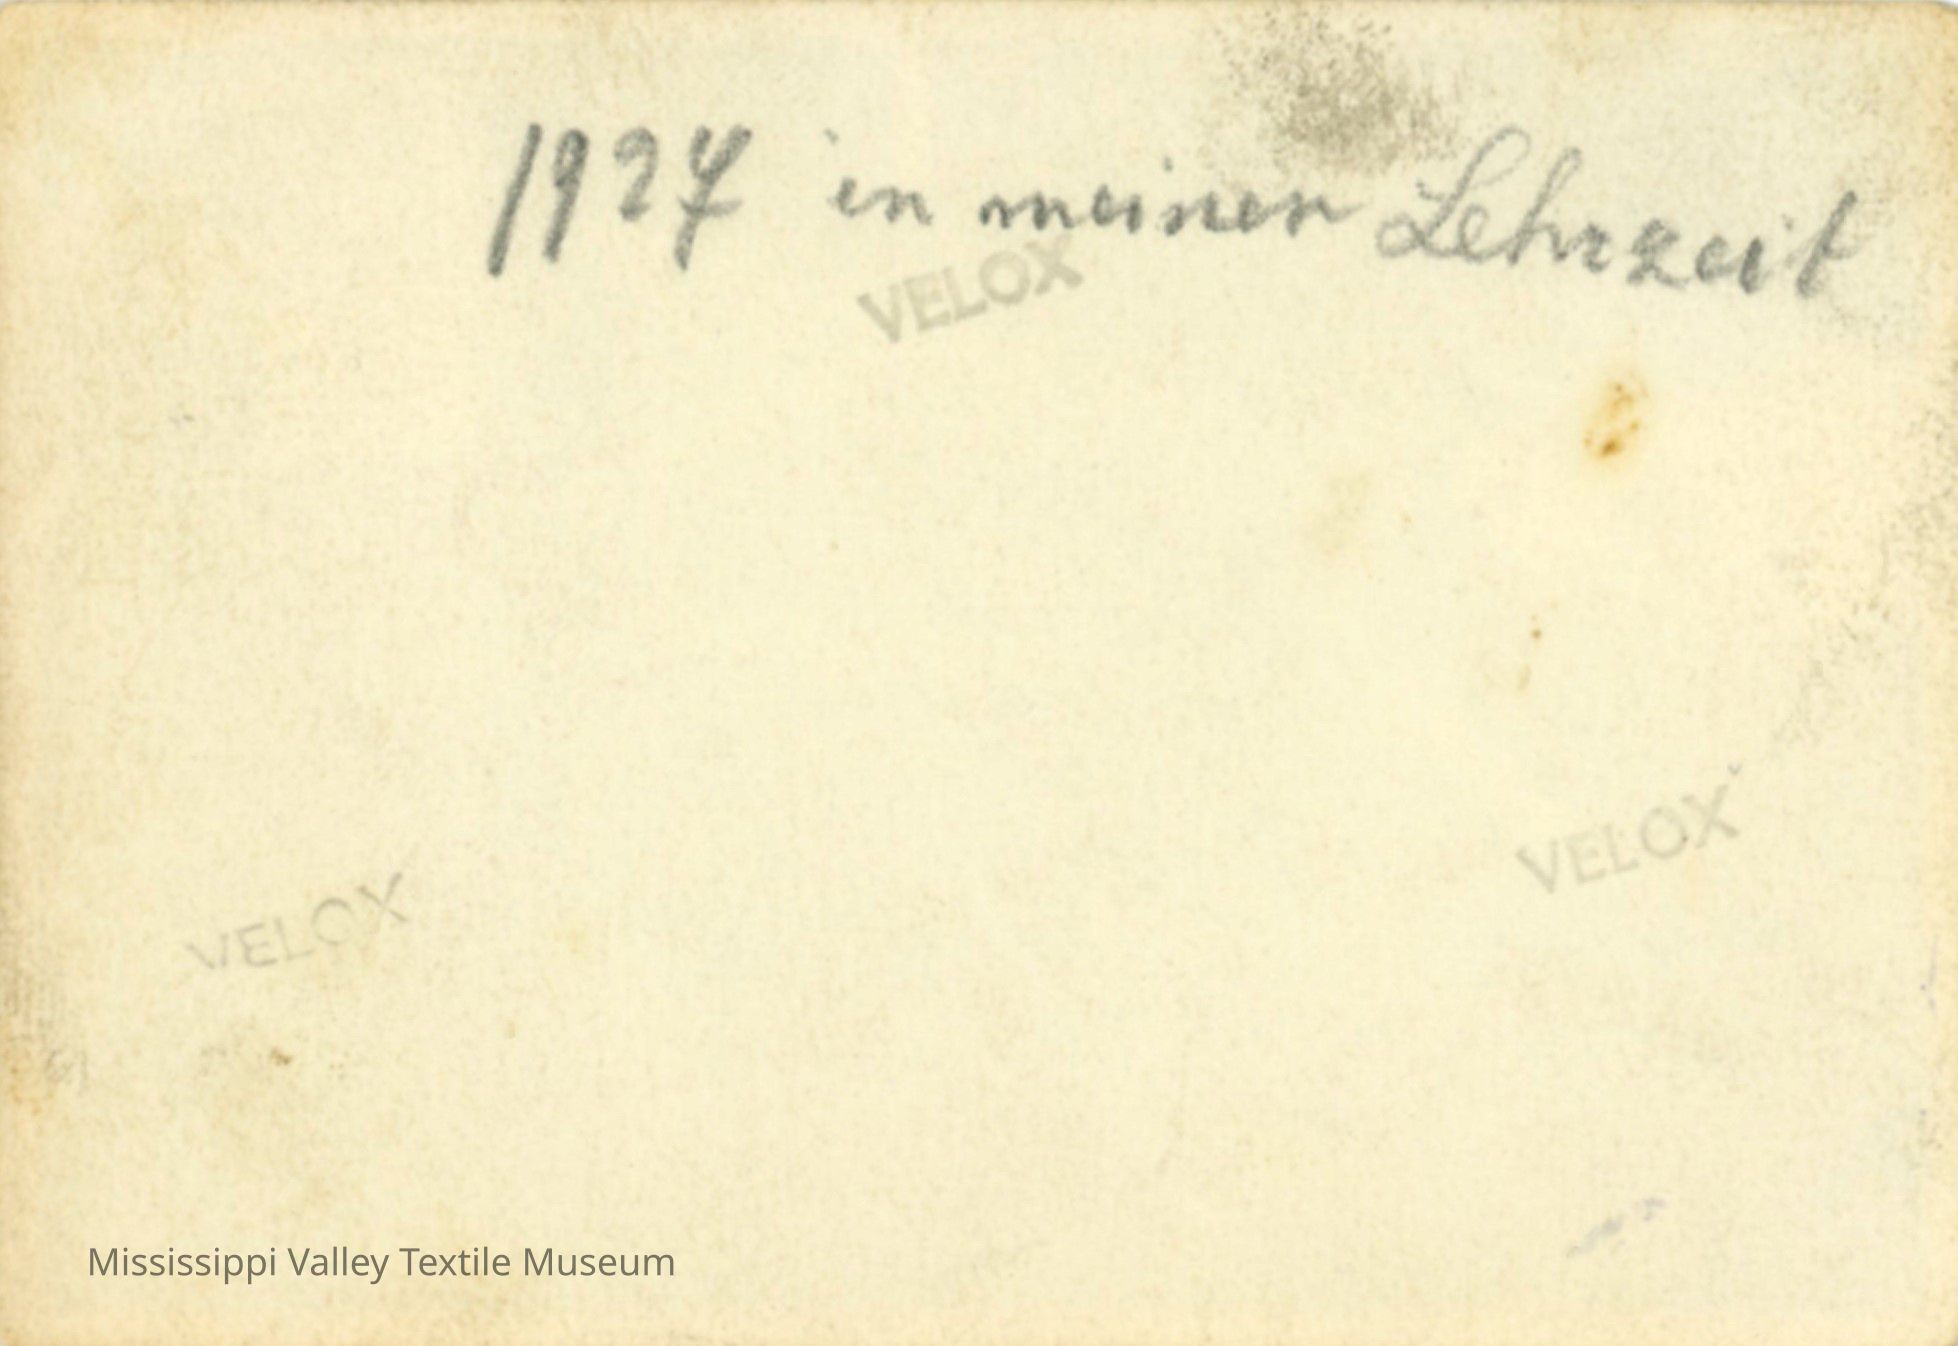 1927 in meiner Lehrzeit
VELOX
VELOX
VELOX
Mississippi Valley Textile Museum